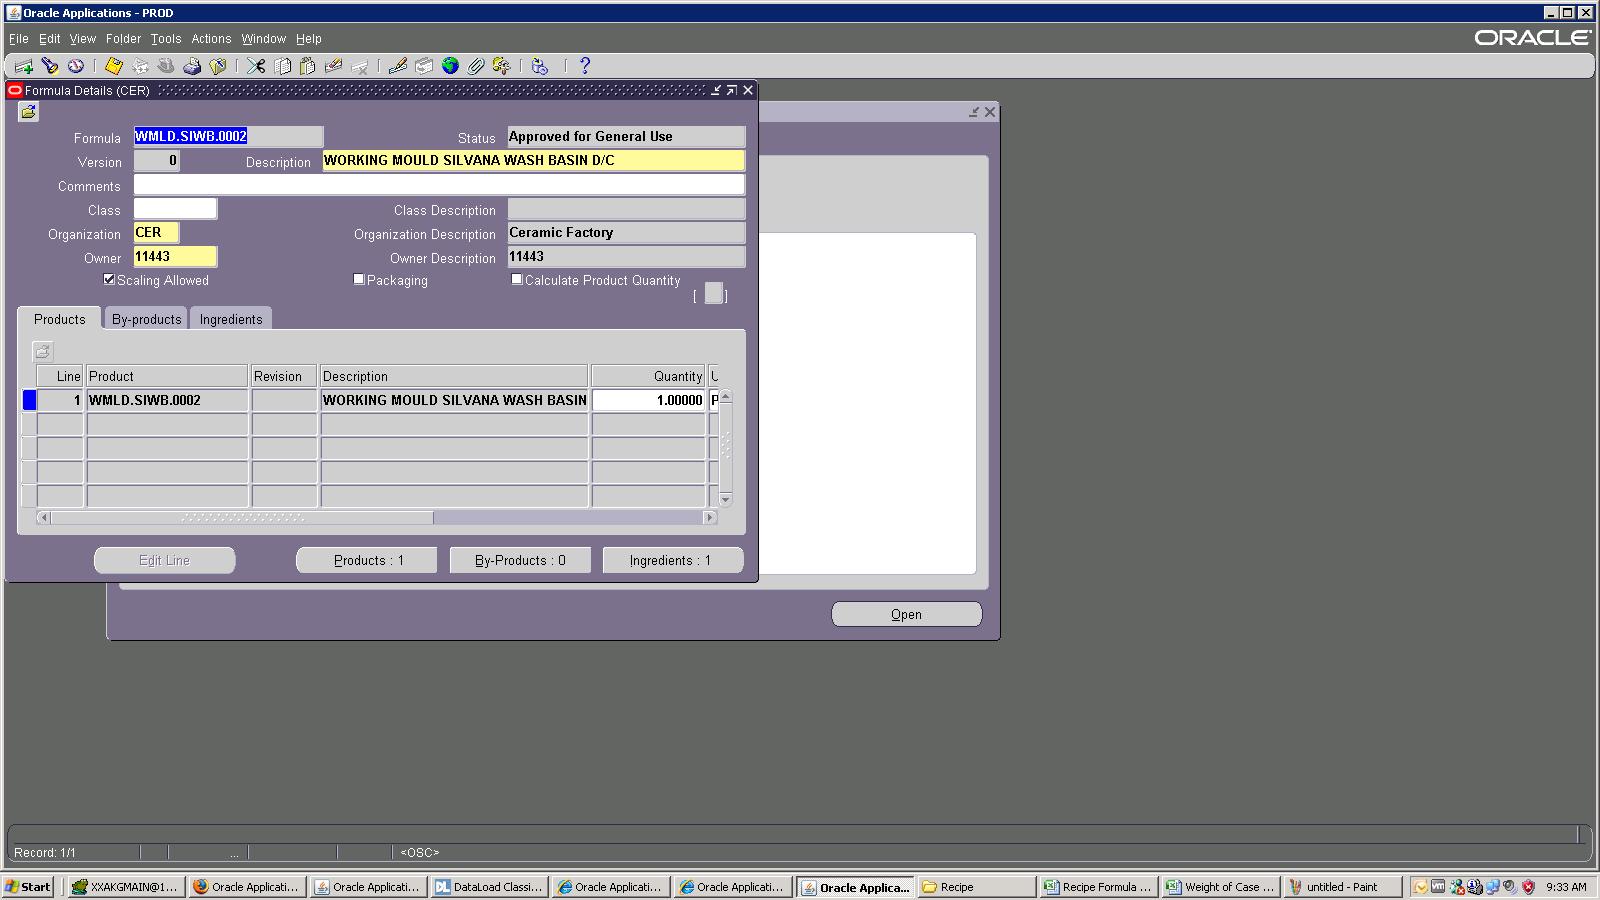 Oracle Applications - PROD
File Edit View Folder Tools Actions Window Help
ORACLE
Formula Details (CER)
Formula WMLD.SIWB.0002 Status Approved for General Use
Version 0 Description WORKING MOULD SILVANA WASH BASIN D/C
Comments
Class Class Description
Organization CER Organization Description Ceramic Factory
Owner 11443 Owner Description 11443
Scaling Allowed Packaging Calculate Product Quantity
[ ]
Products By-products Ingredients
Line Product Revision Description Quantity U
1 WMLD.SIWB.0002 WORKING MOULD SILVANA WASH BASIN 1.00000 P
Edit Line Products : 1 By-Products : 0 Ingredients : 1
Open
Record: 1/1 ... <OSC>
Start XXAKGMAIN@1... Oracle Applicati... Oracle Applicati... DataLoad Classi... Oracle Applicati... Oracle Applicati... Oracle Applica... Recipe Recipe Formula ... Weight of Case ... untitled - Paint 9:33 AM